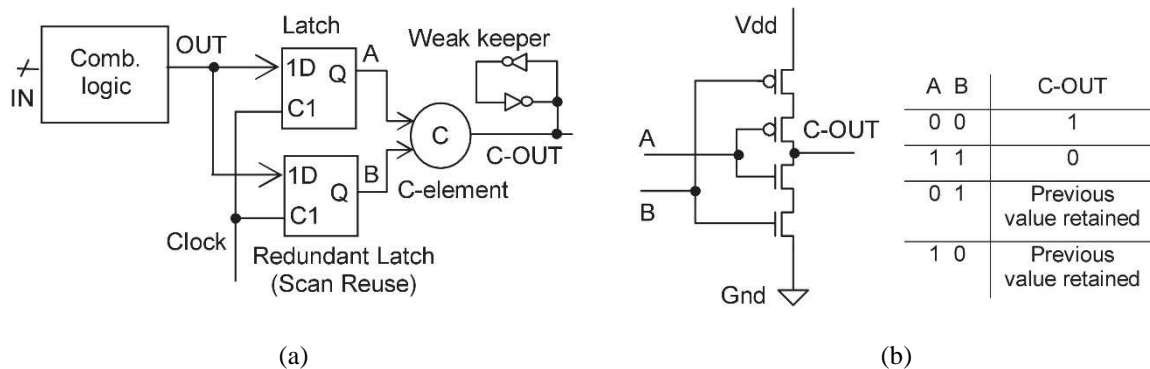 Latch
Weak keeper
OUT
A
Comb.
logic
1D
Q
IN
C1
C
C-OUT
1D
Q
B
C-element
C1
Clock
Redundant Latch
(Scan Reuse)
(a)
Vdd
A
B
C-OUT
Gnd
A B C-OUT
0 0 1
1 1 0
0 1 Previous
value retained
1 0 Previous
value retained
(b)